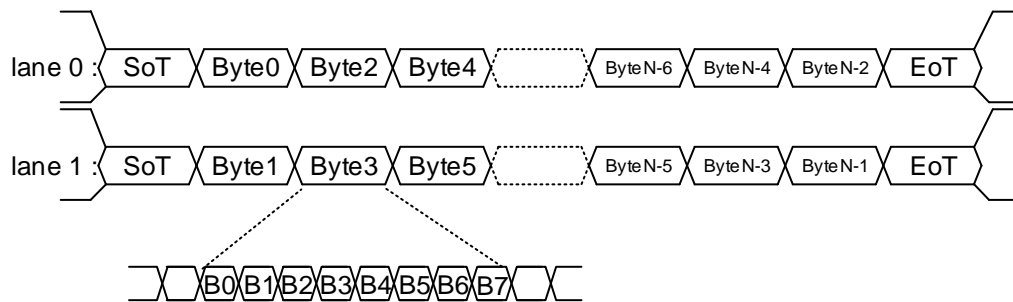 lane 0 : SoT Byte0 Byte2 Byte4 ByteN-6 ByteN-4 ByteN-2 EoT
lane 1 : SoT Byte1 Byte3 Byte5 ByteN-5 ByteN-3 ByteN-1 EoT
B0 B1 B2 B3 B4 B5 B6 B7